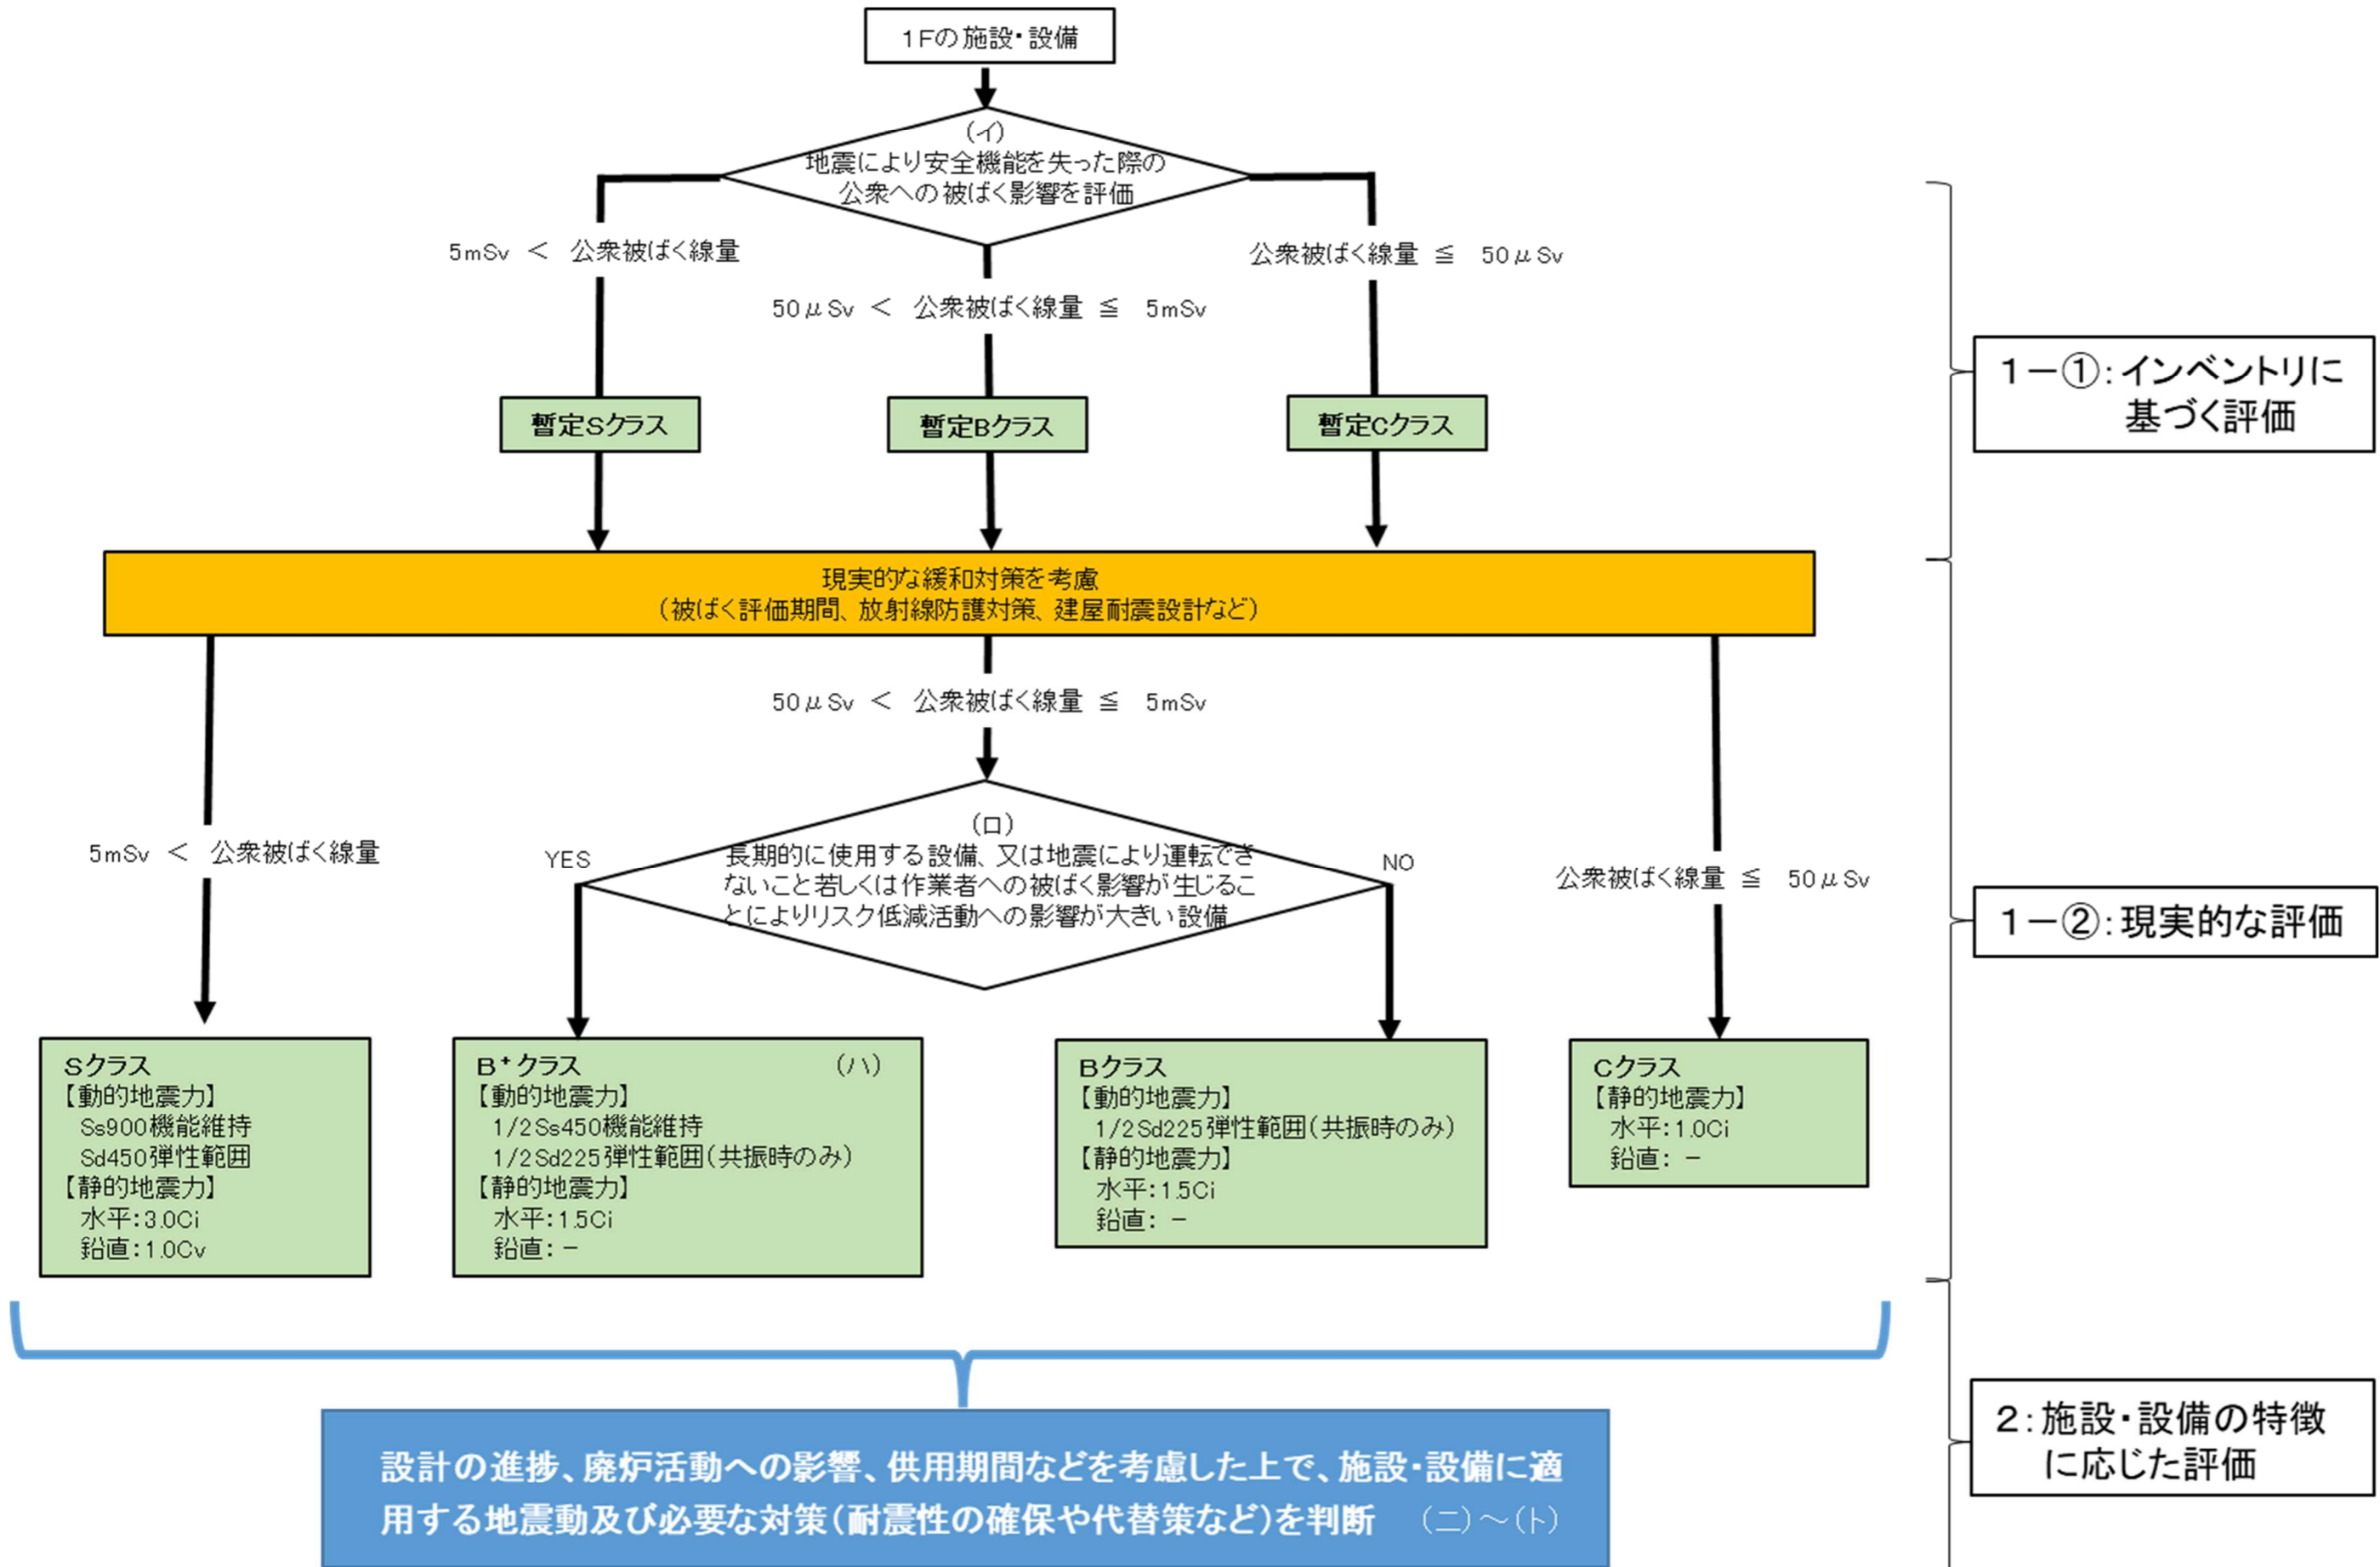 1Fの施設・設備
(イ)
地震により安全機能を失った際の
公衆への被ばく影響を評価
5mSv ＜ 公衆被ばく線量
50μSv ＜ 公衆被ばく線量 ≦ 5mSv
公衆被ばく線量 ≦ 50μSv
暫定Sクラス
暫定Bクラス
暫定Cクラス
1－①：インベントリに
基づく評価
現実的な緩和対策を考慮
（被ばく評価期間、放射線防護対策、建屋耐震設計など）
50μSv ＜ 公衆被ばく線量 ≦ 5mSv
5mSv ＜ 公衆被ばく線量
YES
(ロ)
長期的に使用する設備、又は地震により運転でき
ないこと若しくは作業者への被ばく影響が生じるこ
とによりリスク低減活動への影響が大きい設備
NO
公衆被ばく線量 ≦ 50μSv
1－②：現実的な評価
Sクラス
【動的地震力】
Ss900機能維持
Sd450弾性範囲
【静的地震力】
水平：3.0Ci
鉛直：1.0Cv
B⁺クラス (ハ)
【動的地震力】
1/2Ss450機能維持
1/2Sd225弾性範囲（共振時のみ）
【静的地震力】
水平：1.5Ci
鉛直：－
Bクラス
【動的地震力】
1/2Sd225弾性範囲（共振時のみ）
【静的地震力】
水平：1.5Ci
鉛直：－
Cクラス
【静的地震力】
水平：1.0Ci
鉛直：－
設計の進捗、廃炉活動への影響、供用期間などを考慮した上で、施設・設備に適
用する地震動及び必要な対策（耐震性の確保や代替策など）を判断 （ニ）～（ト）
2：施設・設備の特徴
に応じた評価